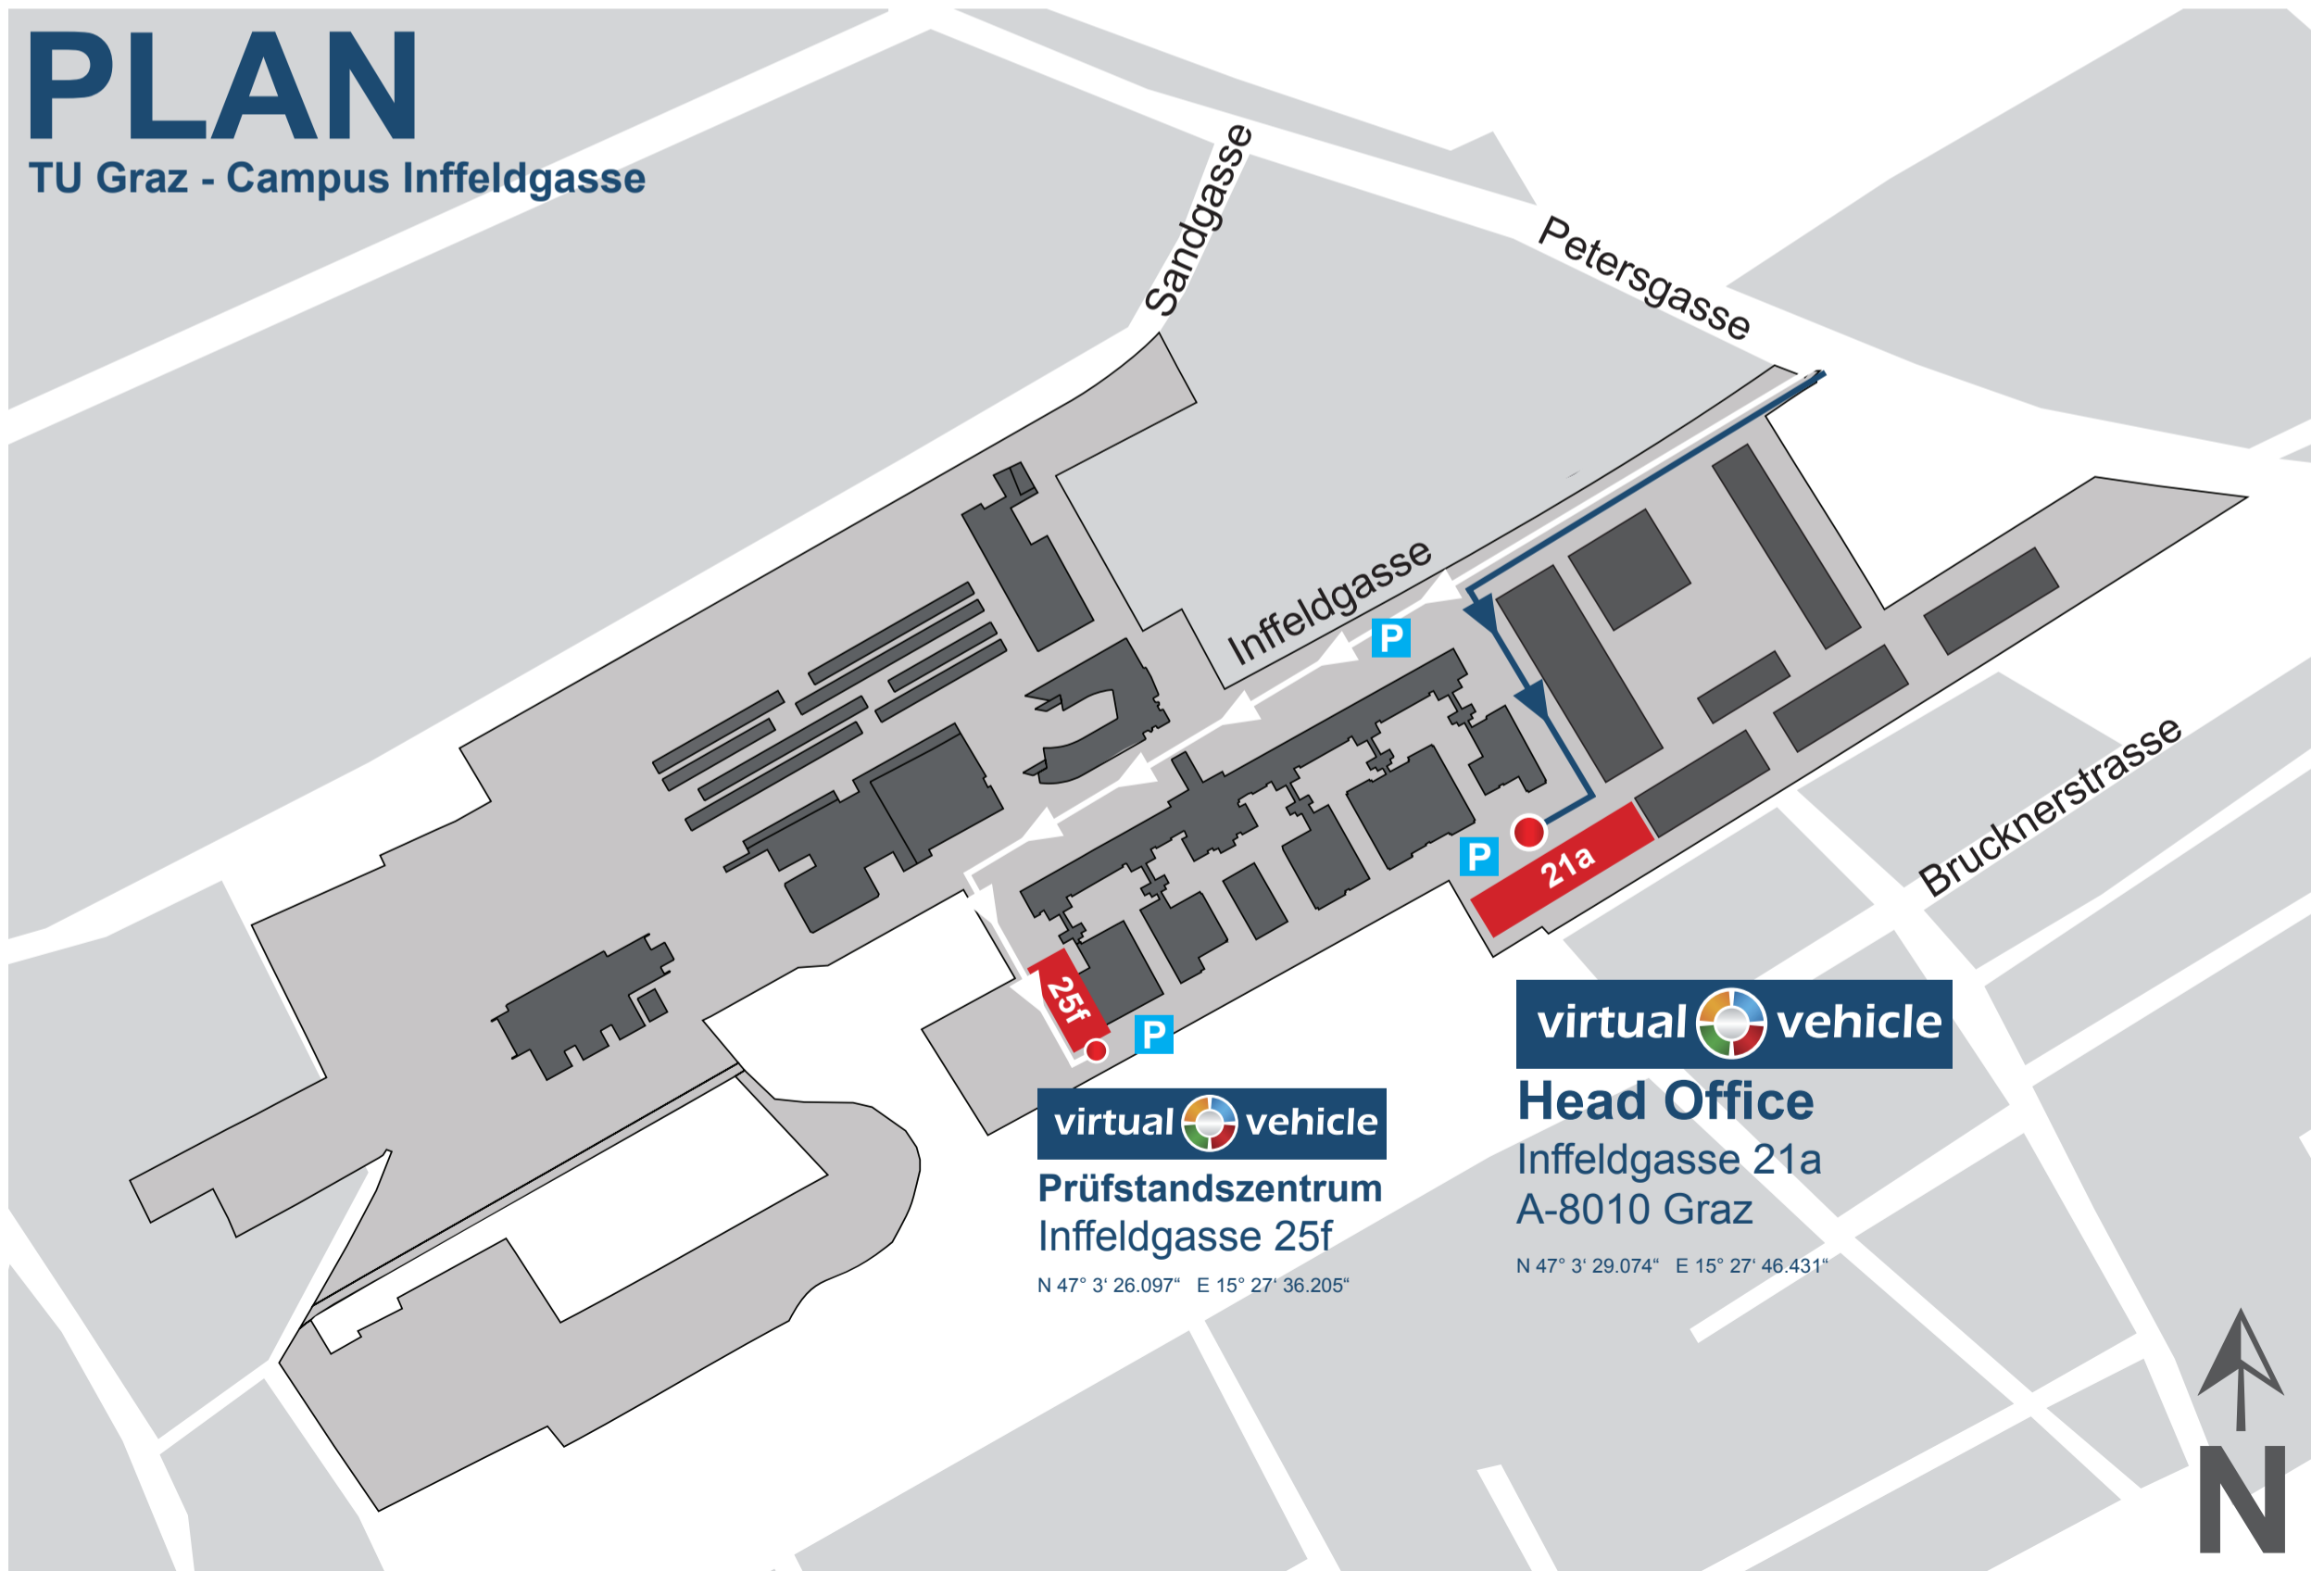 PLAN
TU Graz - Campus Inffeldgasse
Sandgasse
Petersgasse
Inffeldgasse
P
P
21a
Brucknerstrasse
25f
P
virtual vehicle
Head Office
Inffeldgasse 21a
A-8010 Graz
N 47° 3‘ 29.074“ E 15° 27‘ 46.431“
virtual vehicle
Prüfstandszentrum
Inffeldgasse 25f
N 47° 3‘ 26.097“ E 15° 27‘ 36.205“
N